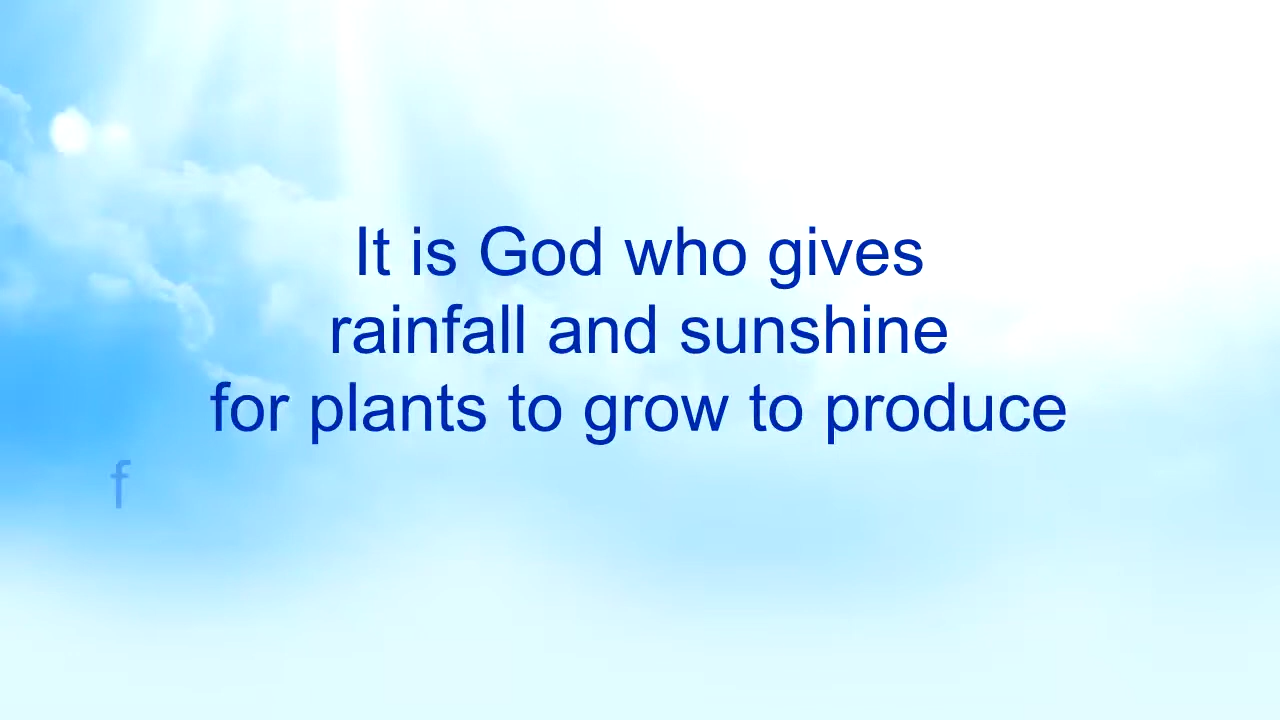 It is God who gives
rainfall and sunshine
for plants to grow to produce
f